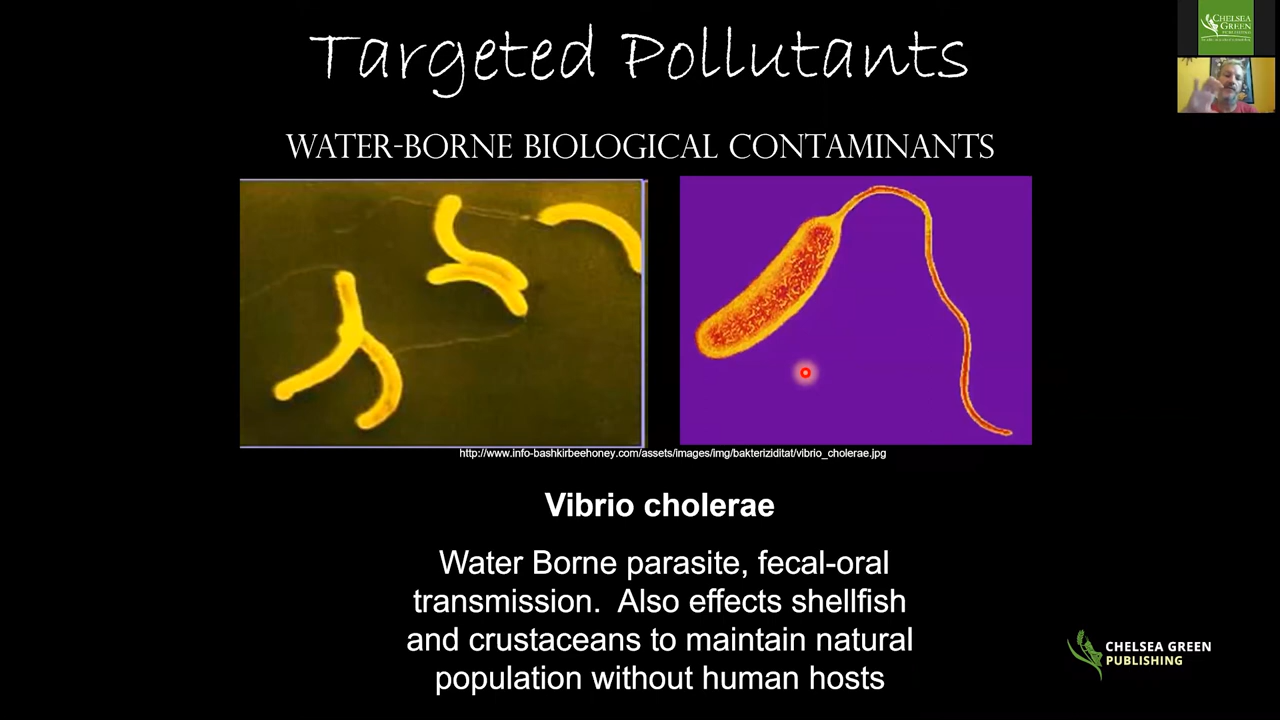 Targeted Pollutants
WATER-BORNE BIOLOGICAL CONTAMINANTS
http://www.info-bashkirbeehoney.com/assets/images/img/bakteriziditat/vibrio_cholerae.jpg
Vibrio cholerae
Water Borne parasite, fecal-oral
transmission. Also effects shellfish
and crustaceans to maintain natural
population without human hosts
CHELSEA GREEN
PUBLISHING
CHELSEA
GREEN